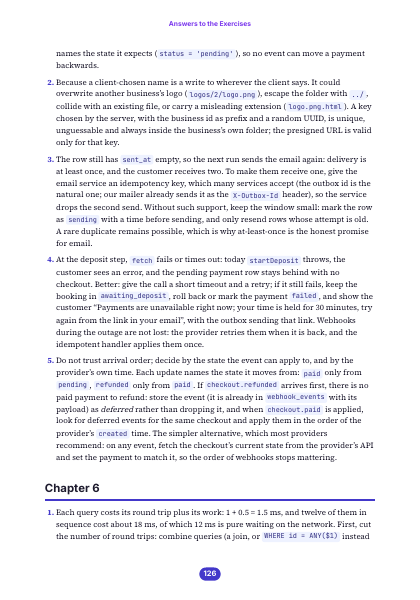 Answers to the Exercises
names the state it expects ( status = 'pending' ), so no event can move a payment
backwards.
2. Because a client-chosen name is a write to wherever the client says. It could
overwrite another business's logo ( logos/2/logo.png ), escape the folder with ../ ,
collide with an existing file, or carry a misleading extension ( logo.png.html ). A key
chosen by the server, with the business id as prefix and a random UUID, is unique,
unguessable and always inside the business's own folder; the presigned URL is valid
only for that key.
3. The row still has sent_at empty, so the next run sends the email again: delivery is
at least once, and the customer receives two. To make them receive one, give the
email service an idempotency key, which many services accept (the outbox id is the
natural one; our mailer already sends it as the X-Outbox-Id header), so the service
drops the second send. Without such support, keep the window small: mark the row
as sending with a time before sending, and only resend rows whose attempt is old.
A rare duplicate remains possible, which is why at-least-once is the honest promise
for email.
4. At the deposit step, fetch fails or times out: today startDeposit throws, the
customer sees an error, and the pending payment row stays behind with no
checkout. Better: give the call a short timeout and a retry; if it still fails, keep the
booking in awaiting_deposit , roll back or mark the payment failed , and show the
customer “Payments are unavailable right now; your time is held for 30 minutes, try
again from the link in your email”, with the outbox sending that link. Webhooks
during the outage are not lost: the provider retries them when it is back, and the
idempotent handler applies them once.
5. Do not trust arrival order; decide by the state the event can apply to, and by the
provider's own time. Each update names the state it moves from: paid only from
pending , refunded only from paid . If checkout.refunded arrives first, there is no
paid payment to refund: store the event (it is already in webhook_events with its
payload) as deferred rather than dropping it, and when checkout.paid is applied,
look for deferred events for the same checkout and apply them in the order of the
provider's created time. The simpler alternative, which most providers
recommend: on any event, fetch the checkout's current state from the provider's API
and set the payment to match it, so the order of webhooks stops mattering.
Chapter 6
1. Each query costs its round trip plus its work: 1 + 0.5 = 1.5 ms, and twelve of them in
sequence cost about 18 ms, of which 12 ms is pure waiting on the network. First, cut
the number of round trips: combine queries (a join, or WHERE id = ANY($1) instead
126